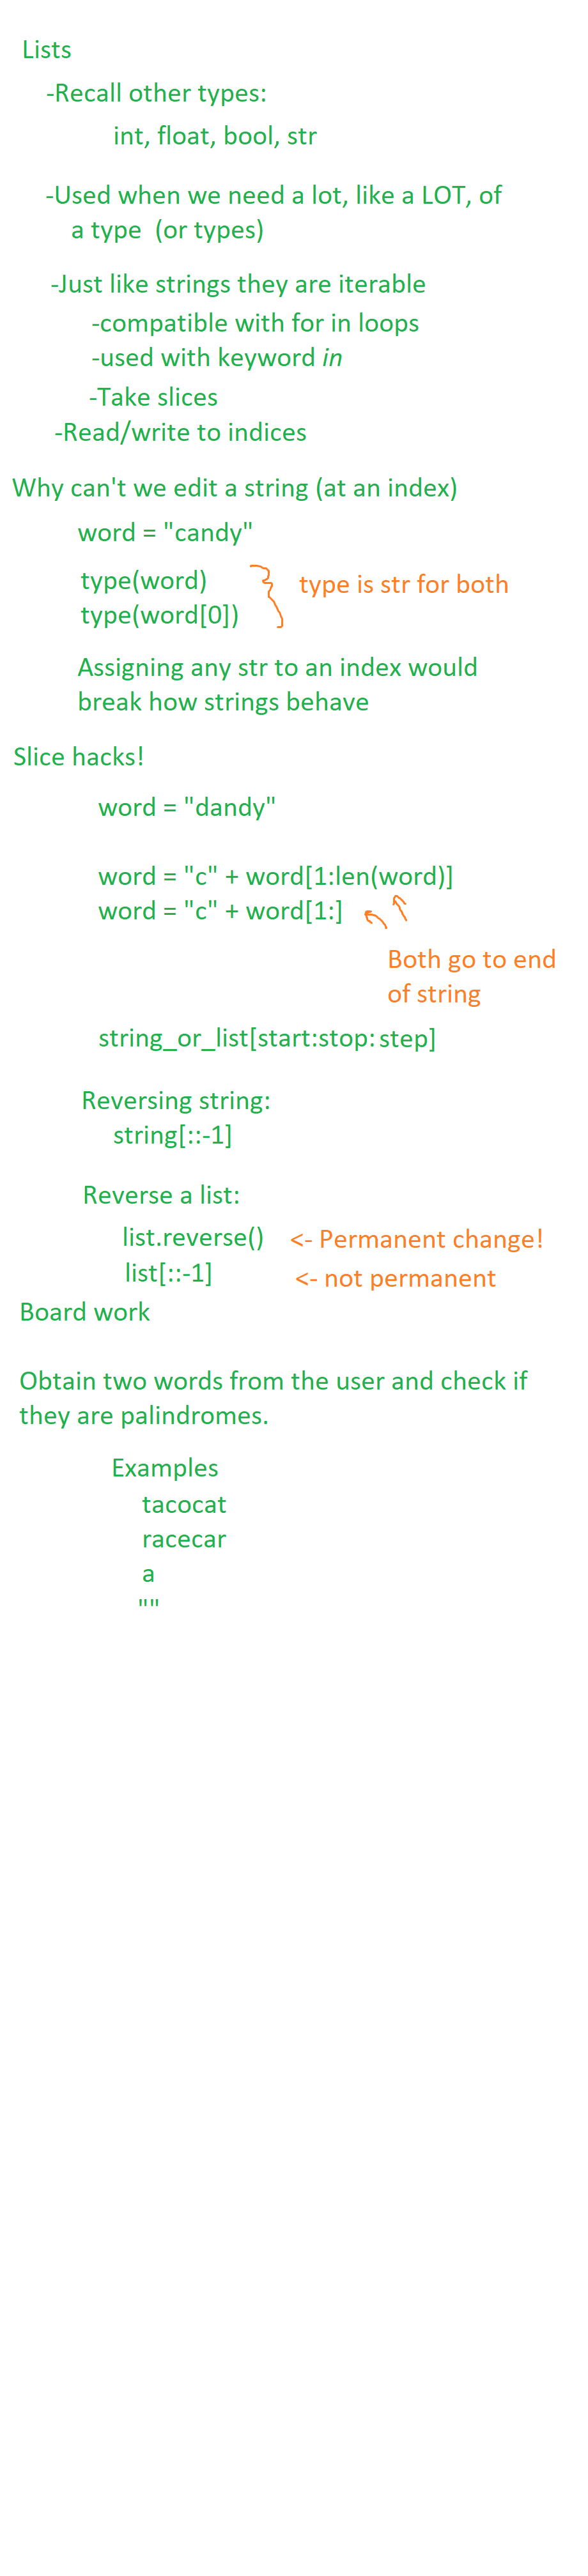 Lists
-Recall other types:
int, float, bool, str
-Used when we need a lot, like a LOT, of
a type (or types)
-Just like strings they are iterable
-compatible with for in loops
-used with keyword in
-Take slices
-Read/write to indices
Why can't we edit a string (at an index)
word = "candy"
type(word)
type(word[0])
type is str for both
Assigning any str to an index would
break how strings behave
Slice hacks!
word = "dandy"
word = "c" + word[1:len(word)]
word = "c" + word[1:]
Both go to end
of string
string_or_list[start:stop:step]
Reversing string:
string[::-1]
Reverse a list:
list.reverse() <- Permanent change!
list[::-1] <- not permanent
Board work
Obtain two words from the user and check if
they are palindromes.
Examples
tacocat
racecar
a
""